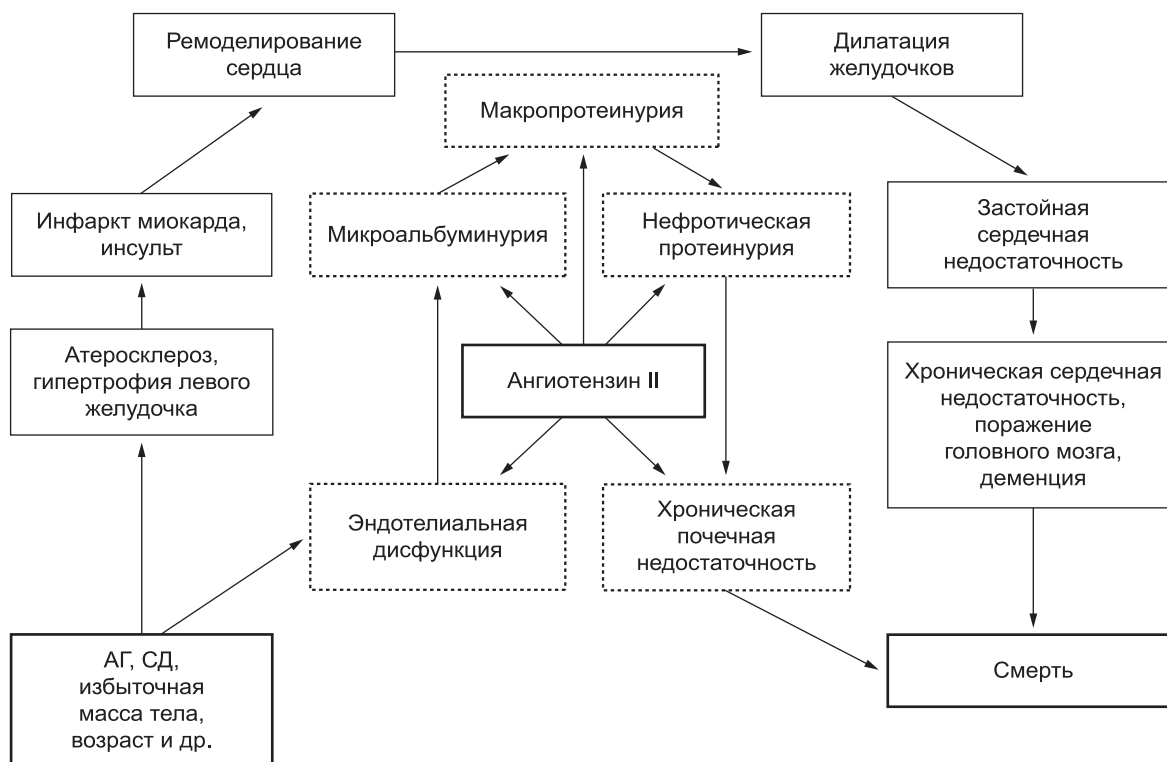 Ремоделирование
сердца
Дилатация
желудочков
Макропротеинурия
Инфаркт миокарда,
инсульт
Микроальбуминурия
Нефротическая
протеинурия
Застойная
сердечная
недостаточность
Атеросклероз,
гипертрофия левого
желудочка
Ангиотензин II
Хроническая сердечная
недостаточность,
поражение
головного мозга,
деменция
Эндотелиальная
дисфункция
Хроническая
почечная
недостаточность
АГ, СД,
избыточная
масса тела,
возраст и др.
Смерть